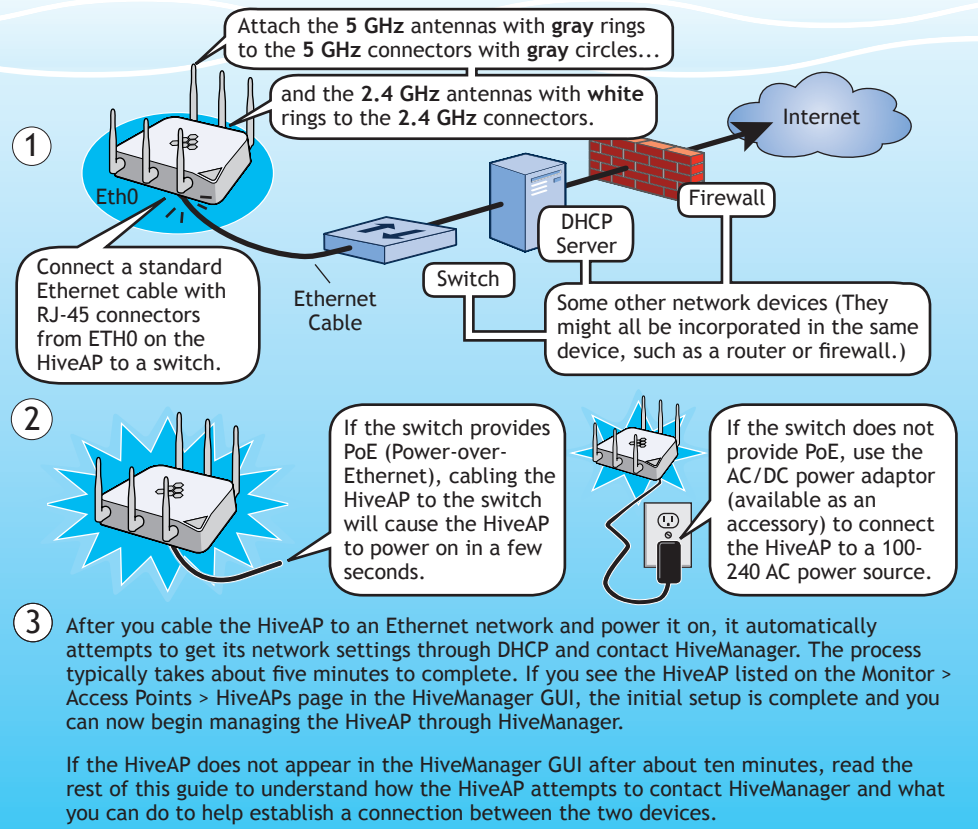 Attach the 5 GHz antennas with gray rings
to the 5 GHz connectors with gray circles...
and the 2.4 GHz antennas with white
rings to the 2.4 GHz connectors.
1
Internet
Eth0
Firewall
DHCP
Server
Switch
Connect a standard
Ethernet cable with
RJ-45 connectors
from ETH0 on the
HiveAP to a switch.
Ethernet
Cable
Some other network devices (They
might all be incorporated in the same
device, such as a router or firewall.)
2
If the switch provides
PoE (Power-over-
Ethernet), cabling the
HiveAP to the switch
will cause the HiveAP
to power on in a few
seconds.
If the switch does not
provide PoE, use the
AC/DC power adaptor
(available as an
accessory) to connect
the HiveAP to a 100-
240 AC power source.
3
After you cable the HiveAP to an Ethernet network and power it on, it automatically
attempts to get its network settings through DHCP and contact HiveManager. The process
typically takes about five minutes to complete. If you see the HiveAP listed on the Monitor >
Access Points > HiveAPs page in the HiveManager GUI, the initial setup is complete and you
can now begin managing the HiveAP through HiveManager.
If the HiveAP does not appear in the HiveManager GUI after about ten minutes, read the
rest of this guide to understand how the HiveAP attempts to contact HiveManager and what
you can do to help establish a connection between the two devices.